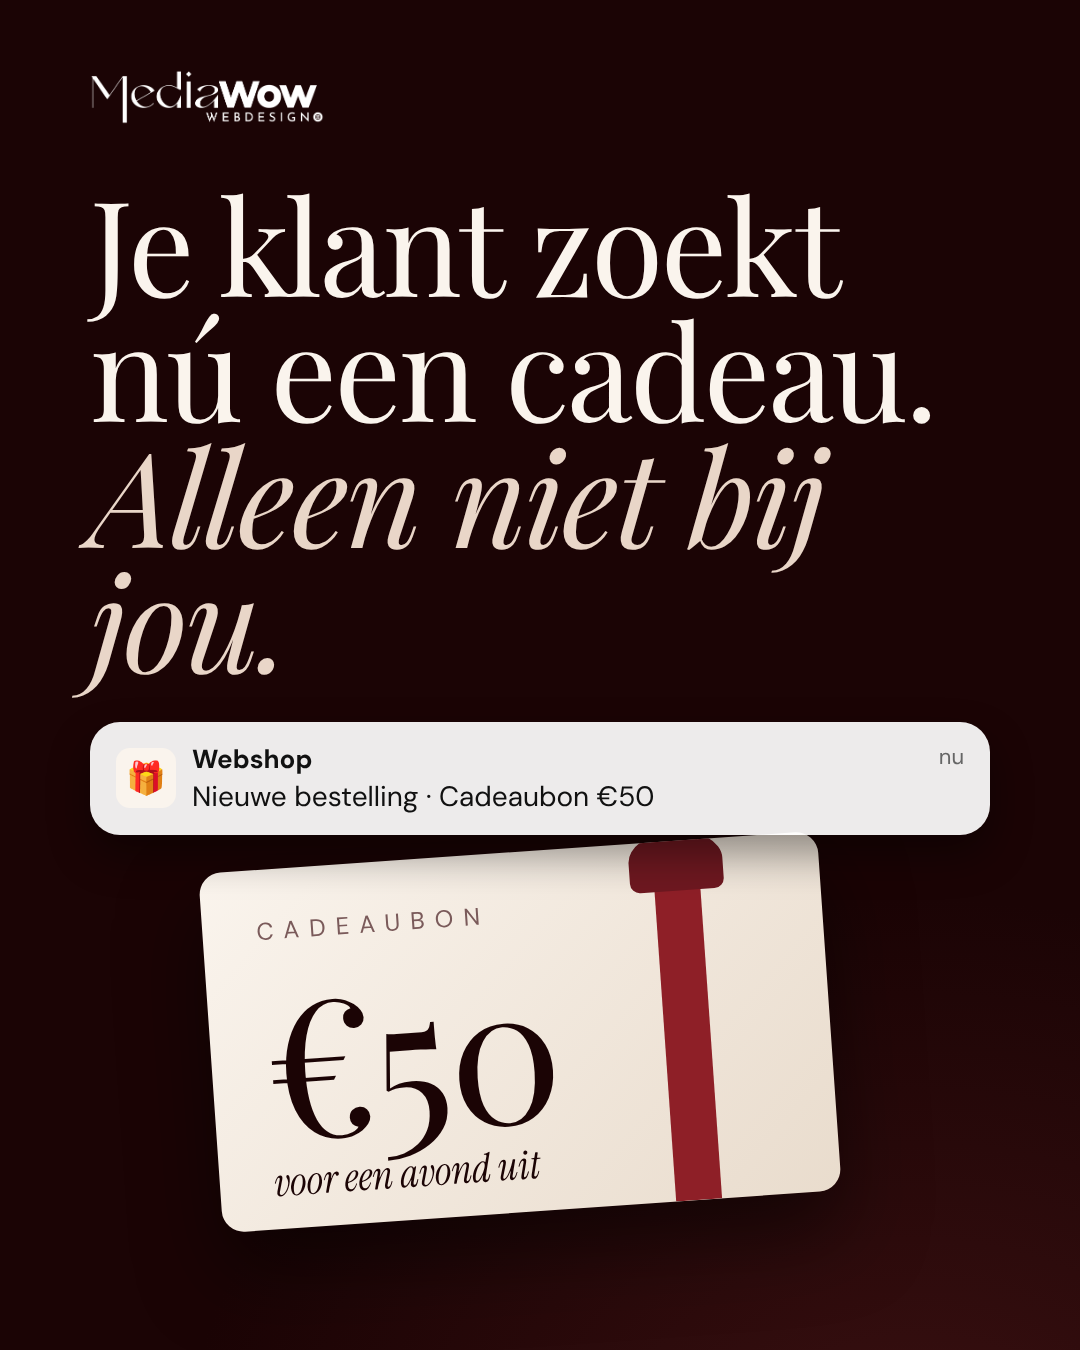 MediaWow
WEBDESIGN
Je klant zoekt
nú een cadeau.
Alleen niet bij
jou.
Webshop
nu
Nieuwe bestelling · Cadeaubon €50
CADEAUBON
€50
voor een avond uit